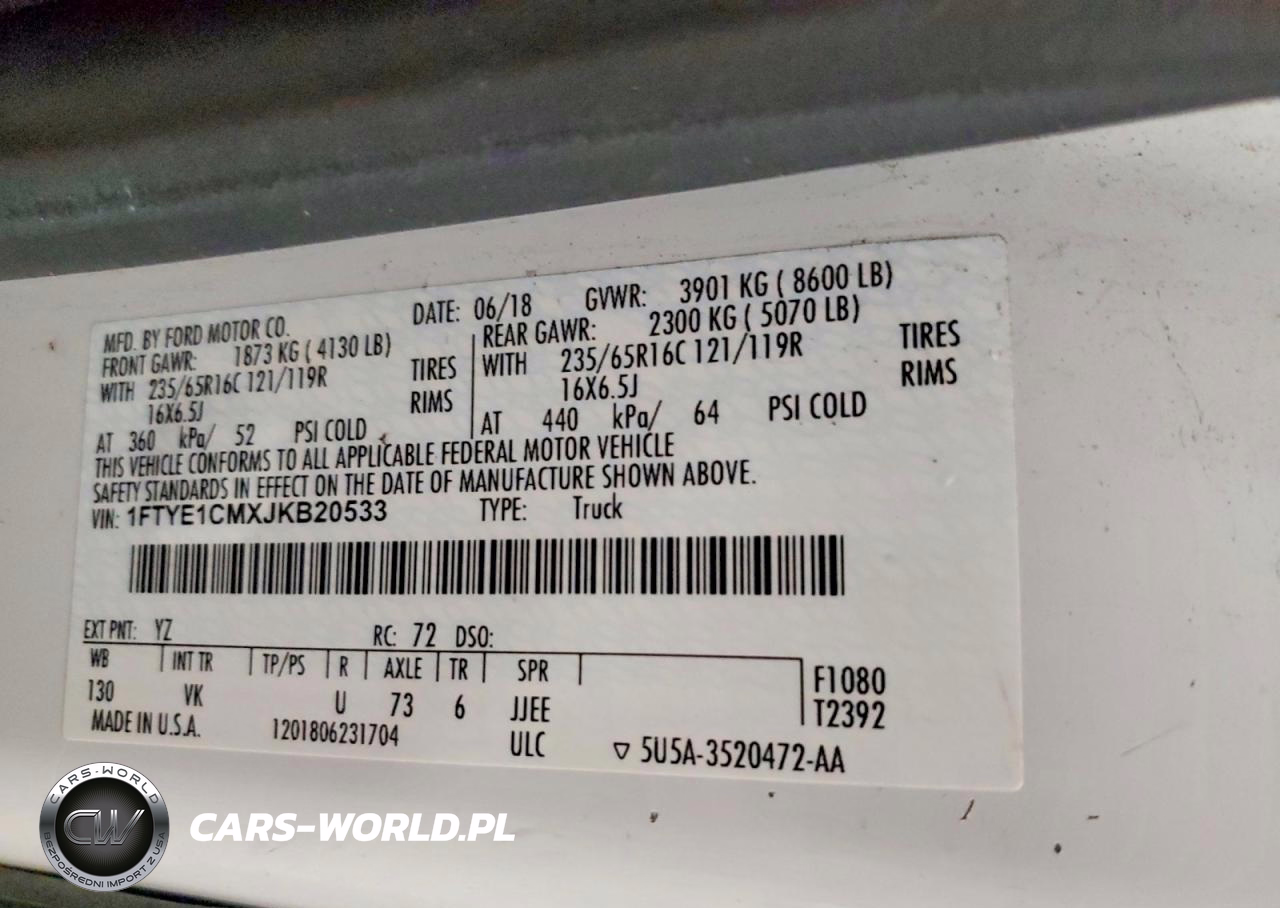 MFD. BY FORD MOTOR CO. DATE: 06/18 GVWR: 3901 KG ( 8600 LB)
FRONT GAWR: 1873 KG ( 4130 LB) REAR GAWR: 2300 KG ( 5070 LB)
WITH 235/65R16C 121/119R TIRES WITH 235/65R16C 121/119R TIRES
16X6.5J RIMS 16X6.5J RIMS
AT 360 kPa/ 52 PSI COLD AT 440 kPa/ 64 PSI COLD
THIS VEHICLE CONFORMS TO ALL APPLICABLE FEDERAL MOTOR VEHICLE
SAFETY STANDARDS IN EFFECT ON THE DATE OF MANUFACTURE SHOWN ABOVE.
VIN: 1FTYE1CMXJKB20533 TYPE: Truck
EXT PNT: YZ RC: 72 DSO:
WB INT TR TP/PS R AXLE TR SPR F1080
130 VK U 73 6 JJEE T2392
MADE IN U.S.A. 1201806231704 ULC ▽ 5U5A-3520472-AA
CARS-WORLD
CW
BEZPOŚREDNI IMPORT Z USA
CARS-WORLD.PL